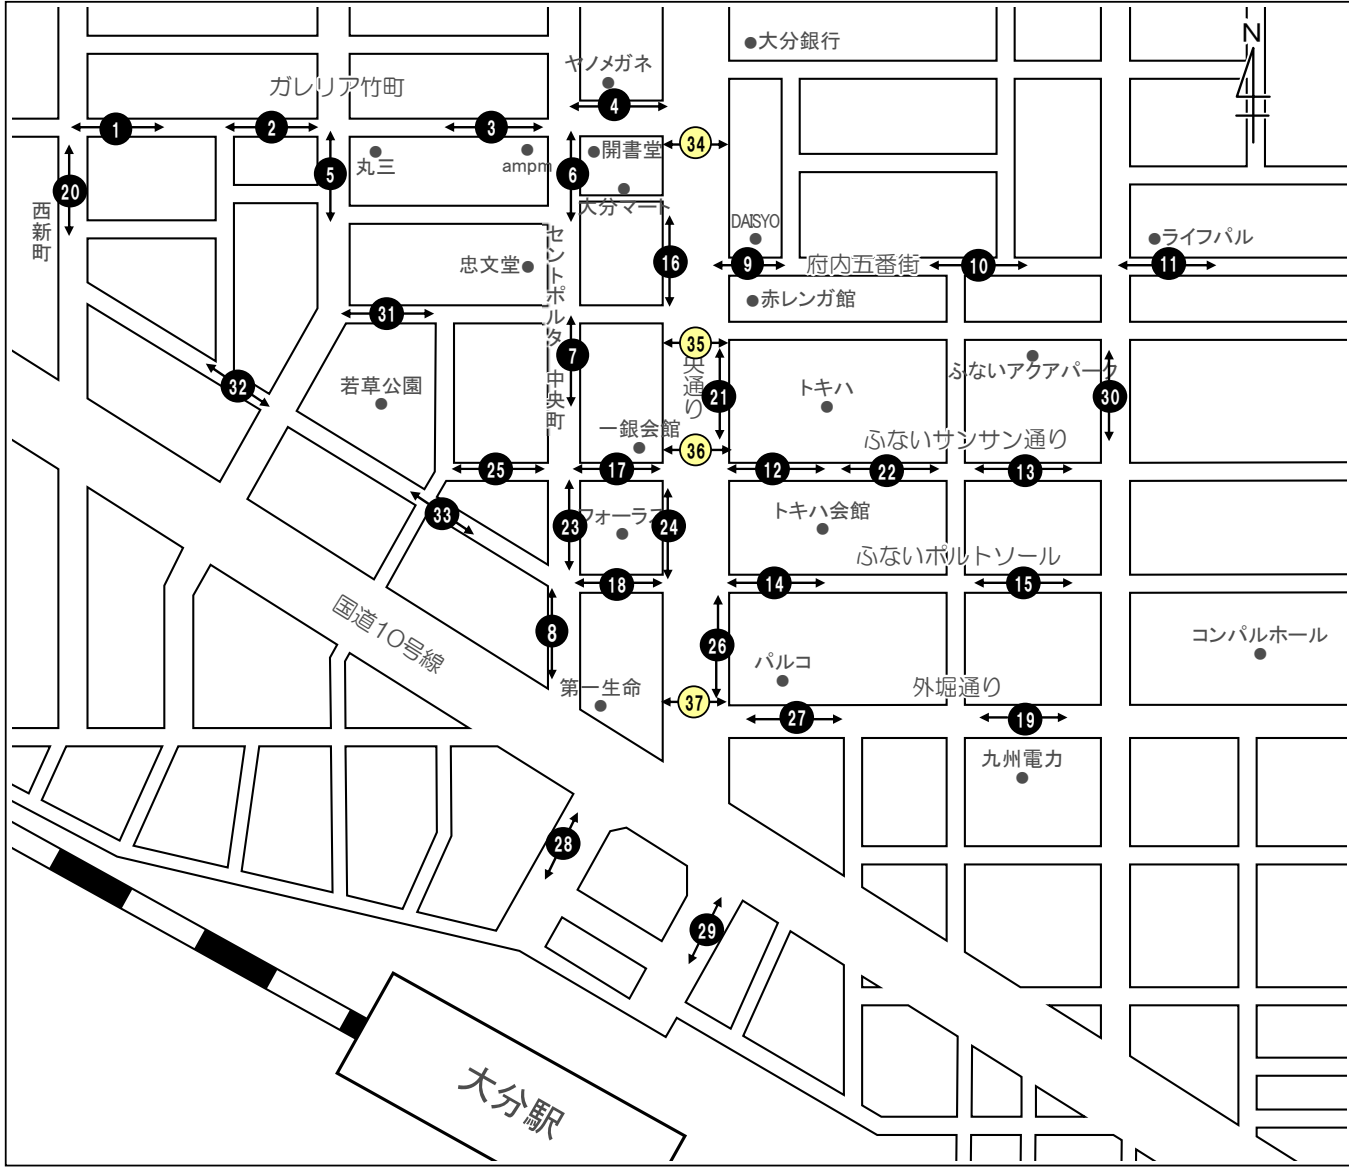 大分銀行
N
ヤノメガネ
ガレリア竹町
4
1
2
3
34
丸三
ampm
開書堂
5
6
20
大分マート
西新町
DAISYO
ライフパル
セントポルタ中央町
忠文堂
16
9
府内五番街
10
11
赤レンガ館
31
7
35
央通り
ふないアクアパーク
32
若草公園
21
トキハ
30
一銀会館
36
ふないサンサン通り
25
17
12
22
13
33
23
フォーラス
24
トキハ会館
ふないポルトソール
18
14
15
国道10号線
8
26
コンパルホール
パルコ
第一生命
37
外堀通り
27
19
九州電力
28
29
大分駅